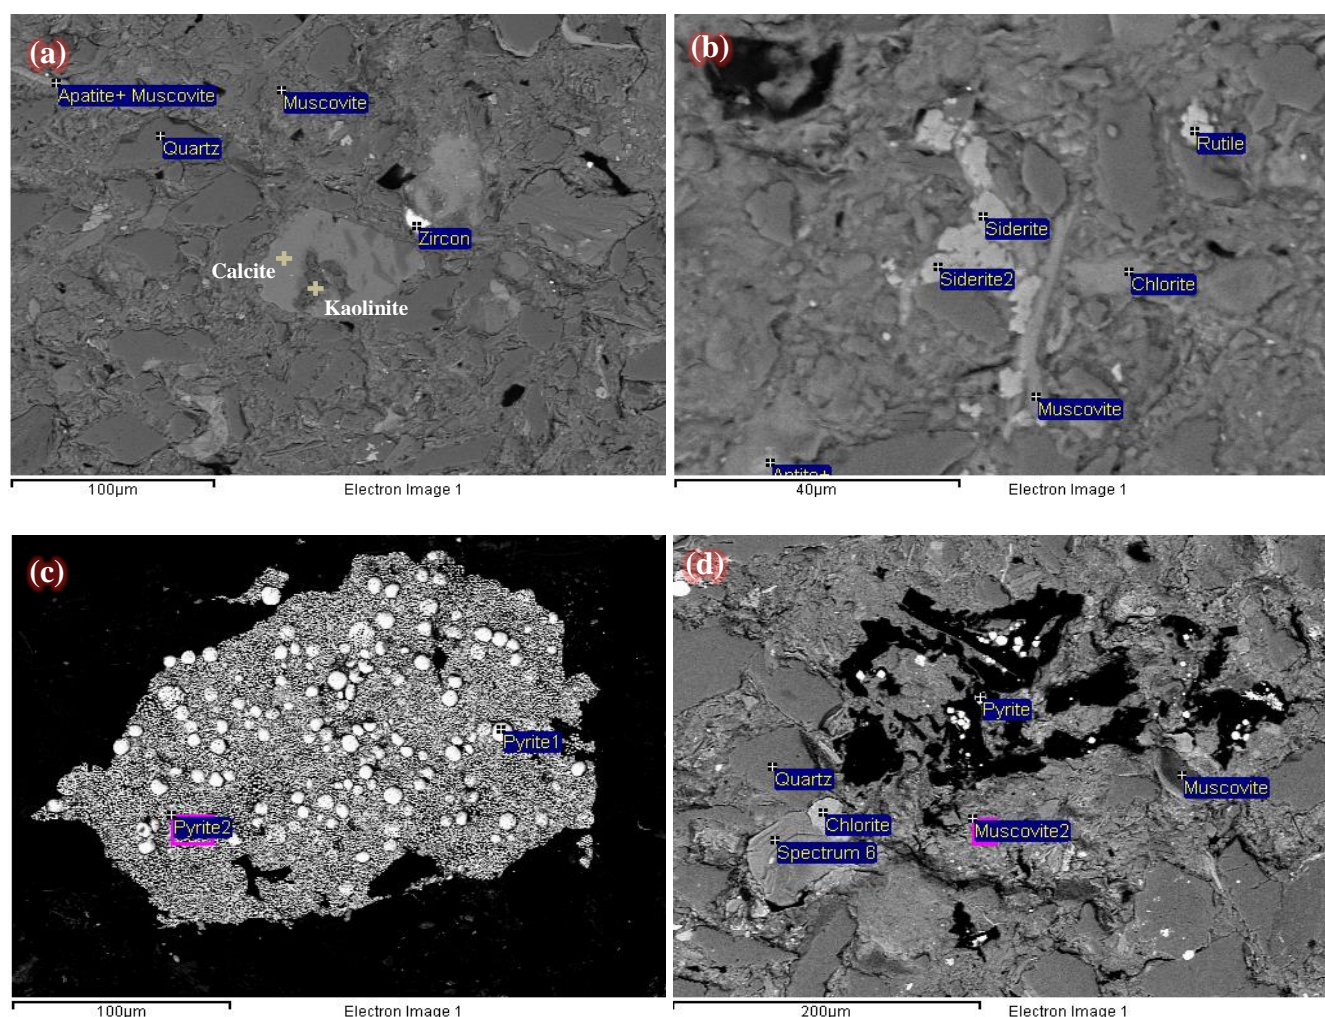 (a)
Apatite+ Muscovite
Muscovite
Quartz
Zircon
Calcite
Kaolinite
100µm
Electron Image 1
(b)
Rutile
Siderite
Siderite2
Chlorite
Muscovite
Aptite+
40µm
Electron Image 1
(c)
Pyrite1
Pyrite2
100µm
Electron Image 1
(d)
Pyrite
Quartz
Muscovite
Chlorite
Muscovite2
Spectrum 6
200µm
Electron Image 1